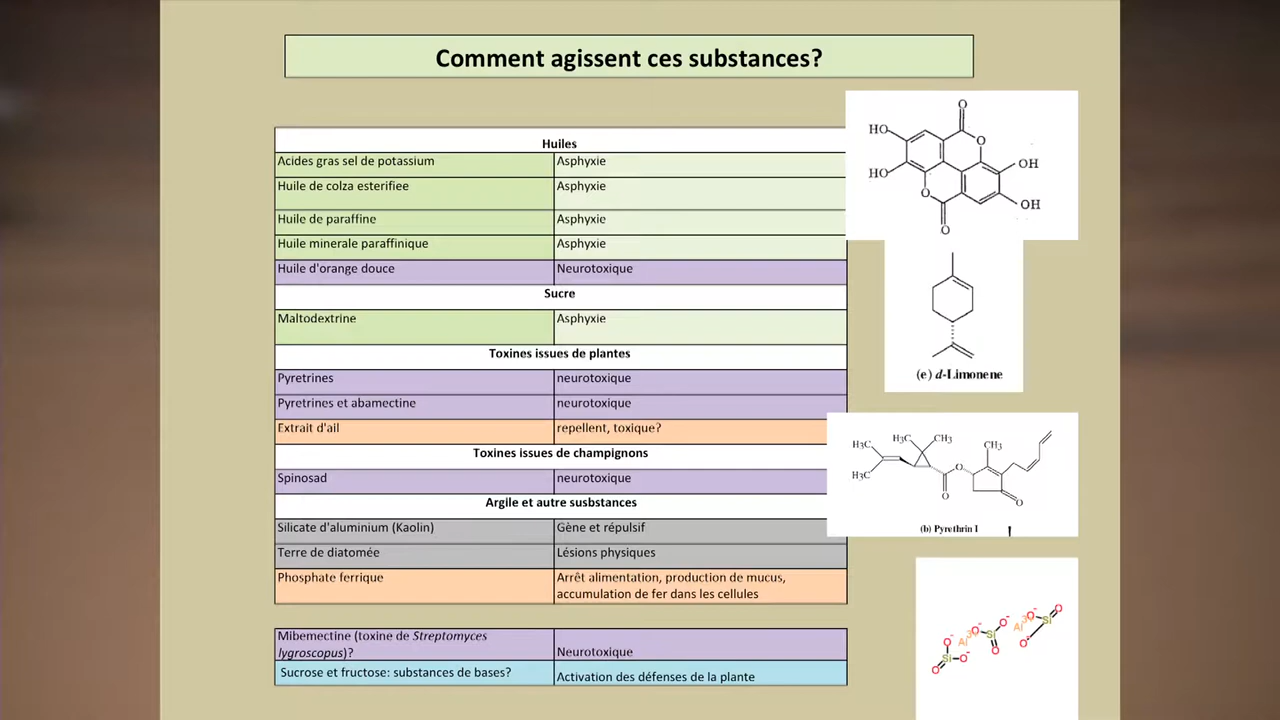 Comment agissent ces substances?
Huiles
Acides gras sel de potassium Asphyxie
Huile de colza esterifiee Asphyxie
Huile de paraffine Asphyxie
Huile minerale paraffinique Asphyxie
Huile d'orange douce Neurotoxique
Sucre
Maltodextrine Asphyxie
Toxines issues de plantes
Pyretrines neurotoxique
Pyretrines et abamectine neurotoxique
Extrait d'ail repellent, toxique?
Toxines issues de champignons
Spinosad neurotoxique
Argile et autre susbstances
Silicate d'aluminium (Kaolin) Gène et répulsif
Terre de diatomée Lésions physiques
Phosphate ferrique Arrêt alimentation, production de mucus,
accumulation de fer dans les cellules
Mibemectine (toxine de Streptomyces
lygroscopus)? Neurotoxique
Sucrose et fructose: substances de bases? Activation des défenses de la plante
O
HO
O
HO
OH
O
OH
O
(e) d-Limonene
H₃C
H₃C
CH₃
CH₃
H₃C
O
O
O
(b) Pyrethrin I